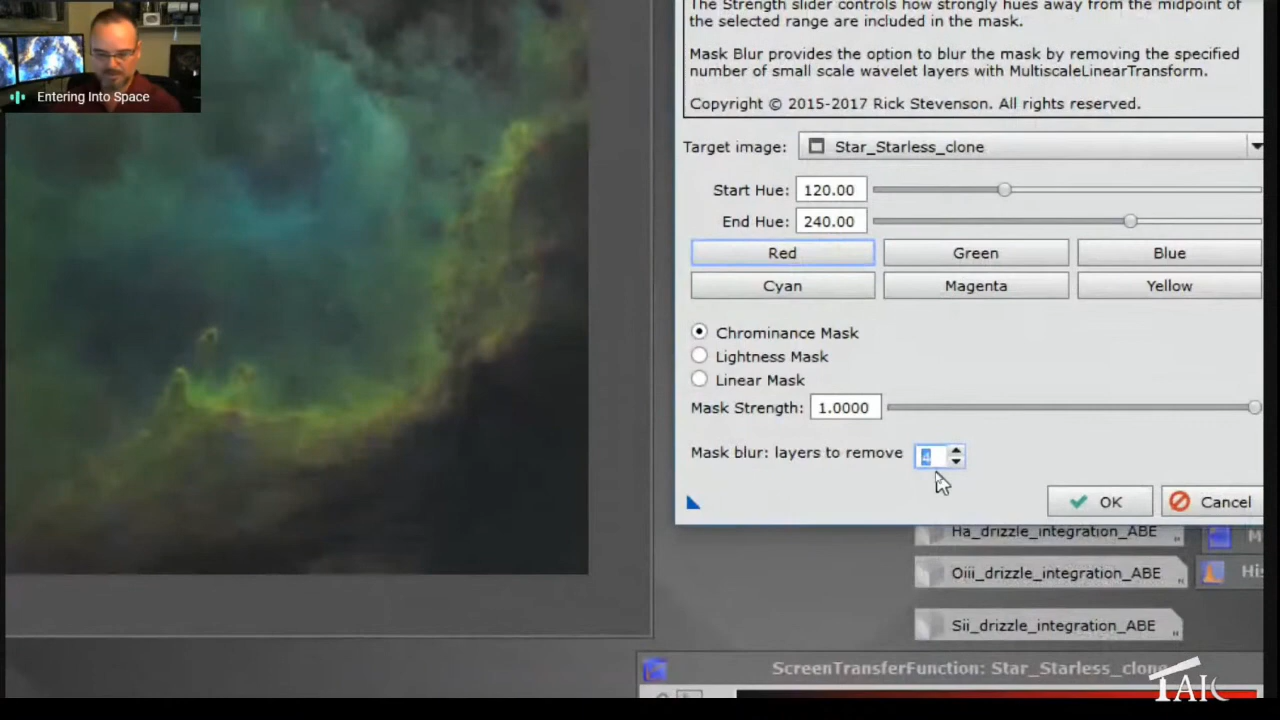 The Strength slider controls how strongly hues away from the midpoint of
the selected range are included in the mask.
Mask Blur provides the option to blur the mask by removing the specified
number of small scale wavelet layers with MultiscaleLinearTransform.
Copyright © 2015-2017 Rick Stevenson. All rights reserved.
Entering Into Space
Target image: Star_Starless_clone
Start Hue: 120.00
End Hue: 240.00
Red Green Blue
Cyan Magenta Yellow
Chrominance Mask
Lightness Mask
Linear Mask
Mask Strength: 1.0000
Mask blur: layers to remove 4
OK Cancel
Ha_drizzle_integration_ABE M
Oiii_drizzle_integration_ABE His
Sii_drizzle_integration_ABE
ScreenTransferFunction: Star_Starless_clone
TAIC